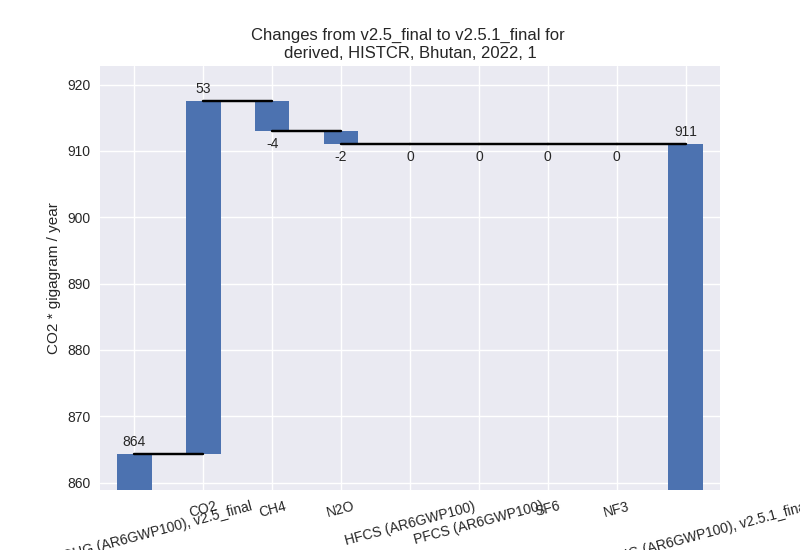 Changes from v2.5_final to v2.5.1_final for
derived, HISTCR, Bhutan, 2022, 1
920
910
900
890
880
870
860
CO2 * gigagram / year
864
53
-4
-2
0
0
0
0
911
(AR6GWP100), v2.5_final
CO2
CH4
N2O
HFCS (AR6GWP100)
PFCS (AR6GWP100)
SF6
NF3
(AR6GWP100), v2.5.1_final